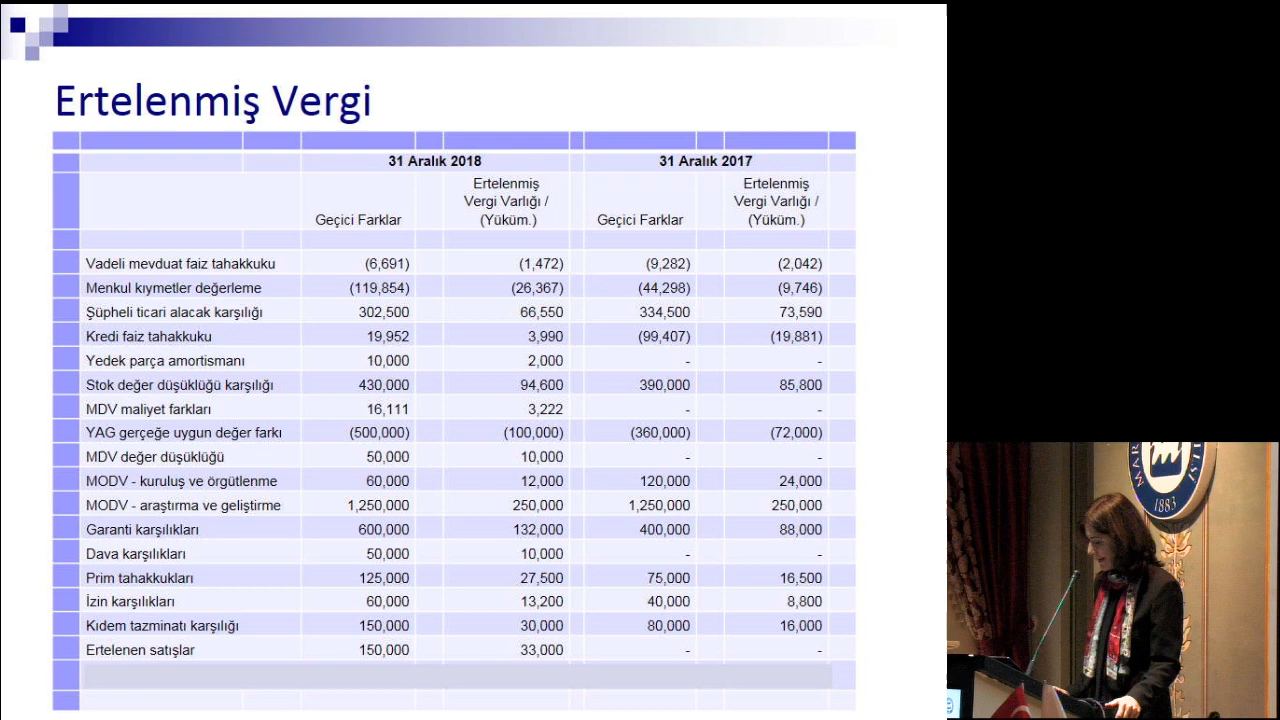 Ertelenmiş Vergi
31 Aralık 2018 31 Aralık 2017
Geçici Farklar Ertelenmiş Vergi Varlığı / (Yüküm.) Geçici Farklar Ertelenmiş Vergi Varlığı / (Yüküm.)
Vadeli mevduat faiz tahakkuku (6,691) (1,472) (9,282) (2,042)
Menkul kıymetler değerleme (119,854) (26,367) (44,298) (9,746)
Şüpheli ticari alacak karşılığı 302,500 66,550 334,500 73,590
Kredi faiz tahakkuku 19,952 3,990 (99,407) (19,881)
Yedek parça amortismanı 10,000 2,000 - -
Stok değer düşüklüğü karşılığı 430,000 94,600 390,000 85,800
MDV maliyet farkları 16,111 3,222 - -
YAG gerçeğe uygun değer farkı (500,000) (100,000) (360,000) (72,000)
MDV değer düşüklüğü 50,000 10,000 - -
MODV - kuruluş ve örgütlenme 60,000 12,000 120,000 24,000
MODV - araştırma ve geliştirme 1,250,000 250,000 1,250,000 250,000
Garanti karşılıkları 600,000 132,000 400,000 88,000
Dava karşılıkları 50,000 10,000 - -
Prim tahakkukları 125,000 27,500 75,000 16,500
İzin karşılıkları 60,000 13,200 40,000 8,800
Kıdem tazminatı karşılığı 150,000 30,000 80,000 16,000
Ertelenen satışlar 150,000 33,000 - -
1883